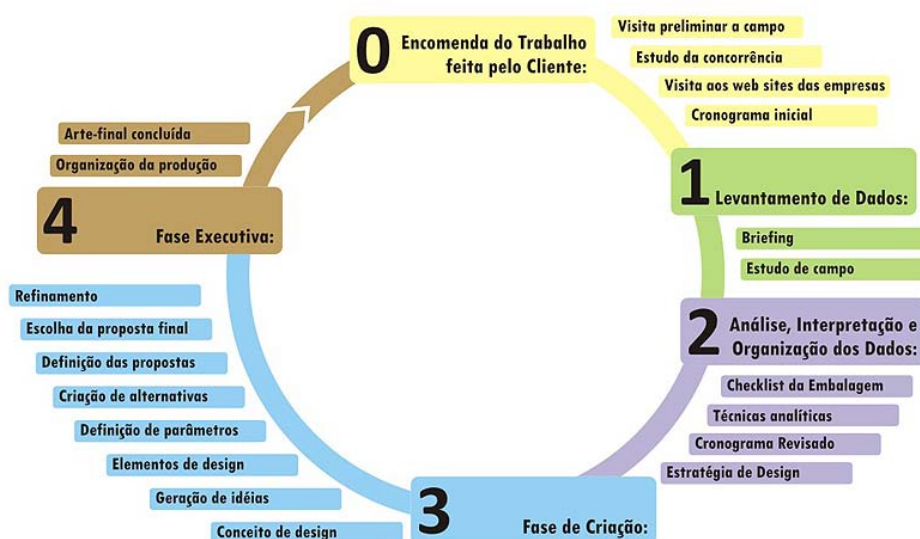 0
Encomenda do Trabalho
feita pelo Cliente:
Visita preliminar a campo
Estudo da concorrência
Visita aos web sites das empresas
Cronograma inicial
1
Levantamento de Dados:
Briefing
Estudo de campo
2
Análise, Interpretação e
Organização dos Dados:
Checklist da Embalagem
Técnicas analíticas
Cronograma Revisado
Estratégia de Design
3
Fase de Criação:
Conceito de design
Geração de idéias
Elementos de design
Definição de parâmetros
Criação de alternativas
Definição das propostas
Escolha da proposta final
Refinamento
4
Fase Executiva:
Organização da produção
Arte-final concluída